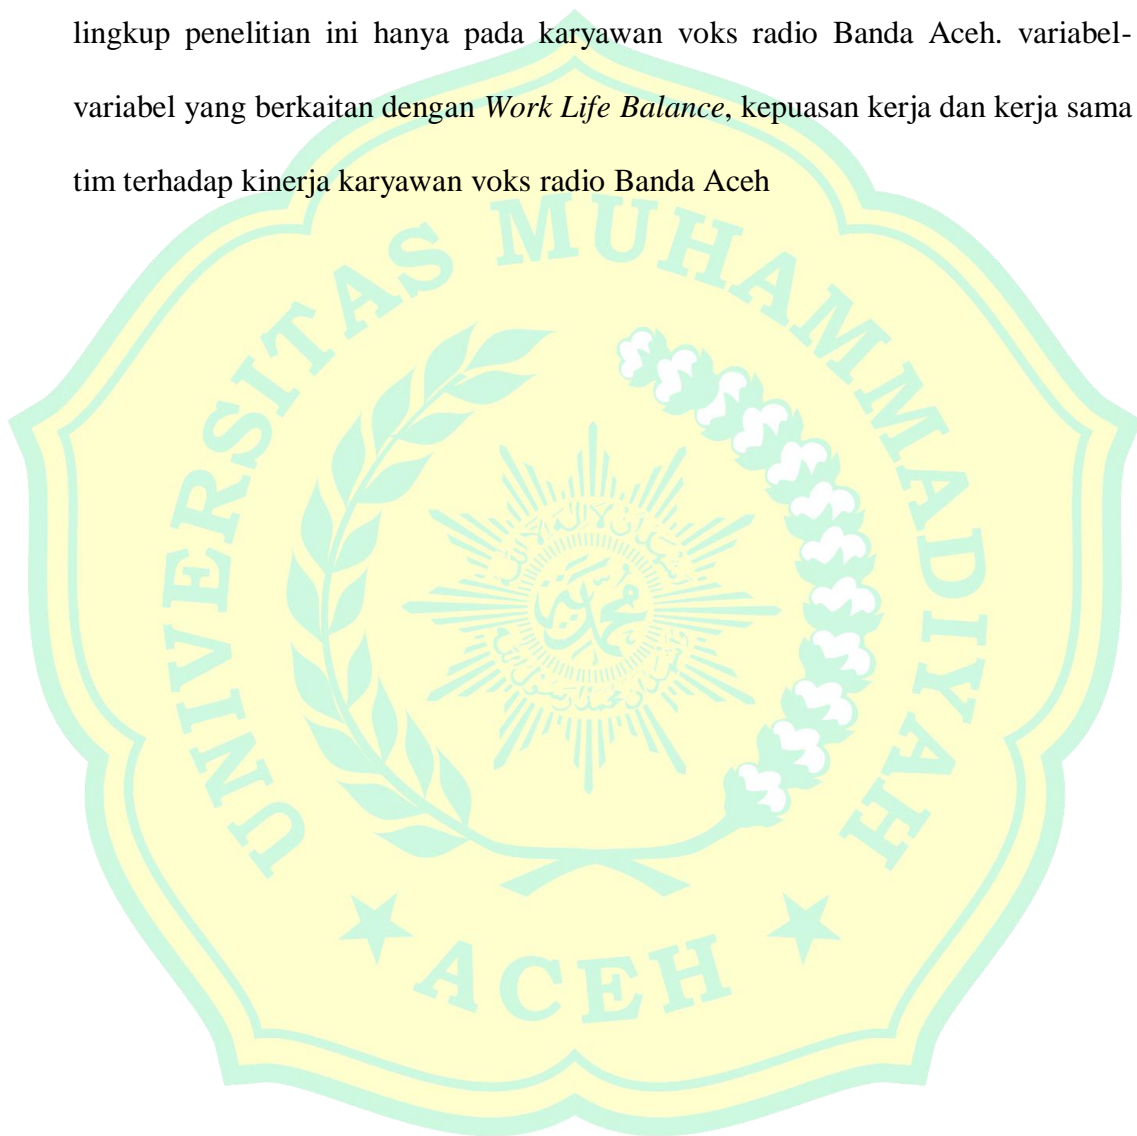 lingkup penelitian ini hanya pada karyawan voks radio Banda Aceh. variabel-
variabel yang berkaitan dengan Work Life Balance, kepuasan kerja dan kerja sama
tim terhadap kinerja karyawan voks radio Banda Aceh
UNIVERSITAS MUHAMMADIYAH
ACEH